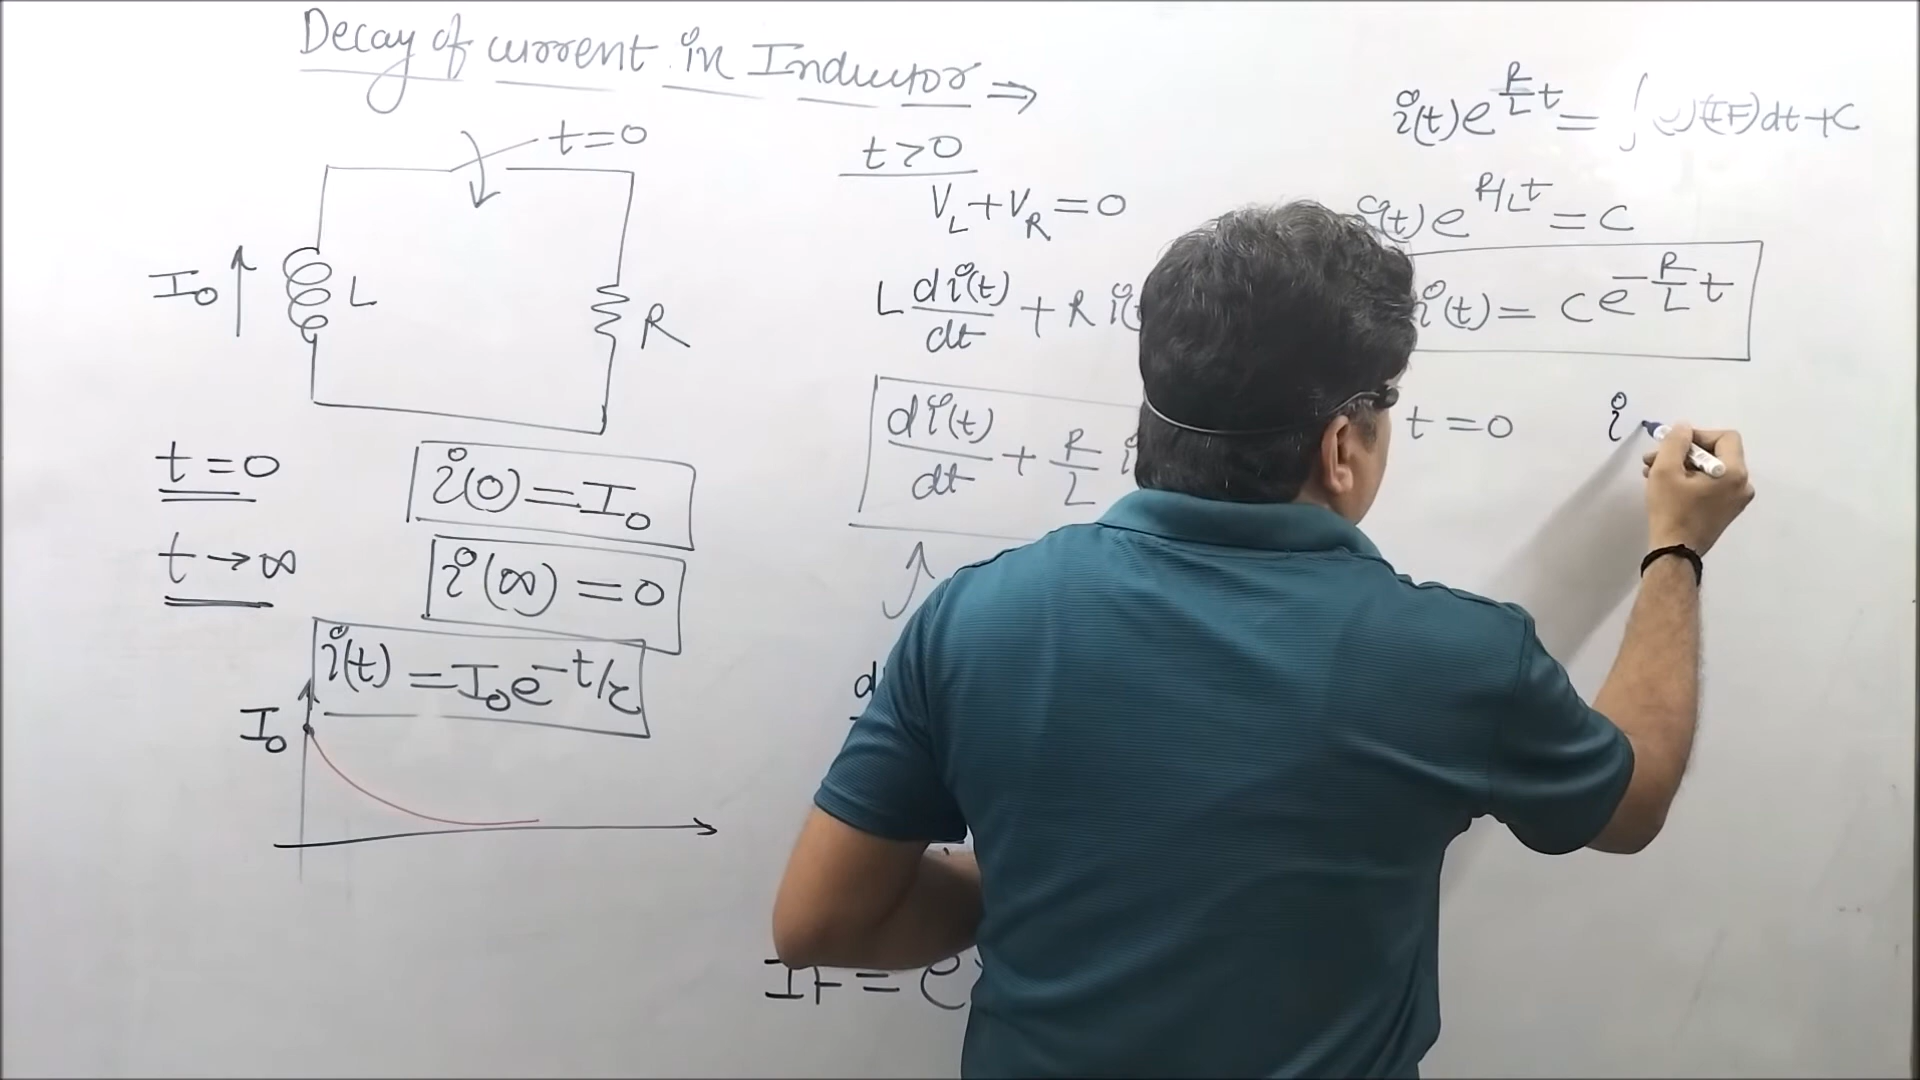 Decay of current in Inductor ⇒
t=0
I₀ ↑ L
R
t=0
i(0)=I₀
t→∞
i(∞)=0
i(t)=I₀e^{-t/τ}
I₀
t>0
V_L+V_R=0
L di(t)/dt + R i(t
di(t)/dt + R/L i
d
IF = e
i(t)e^{R/L t} = ∫ (IF)dt+C
i(t)e^{R/L t}=C
i(t)= Ce^{-R/L t}
t=0 i